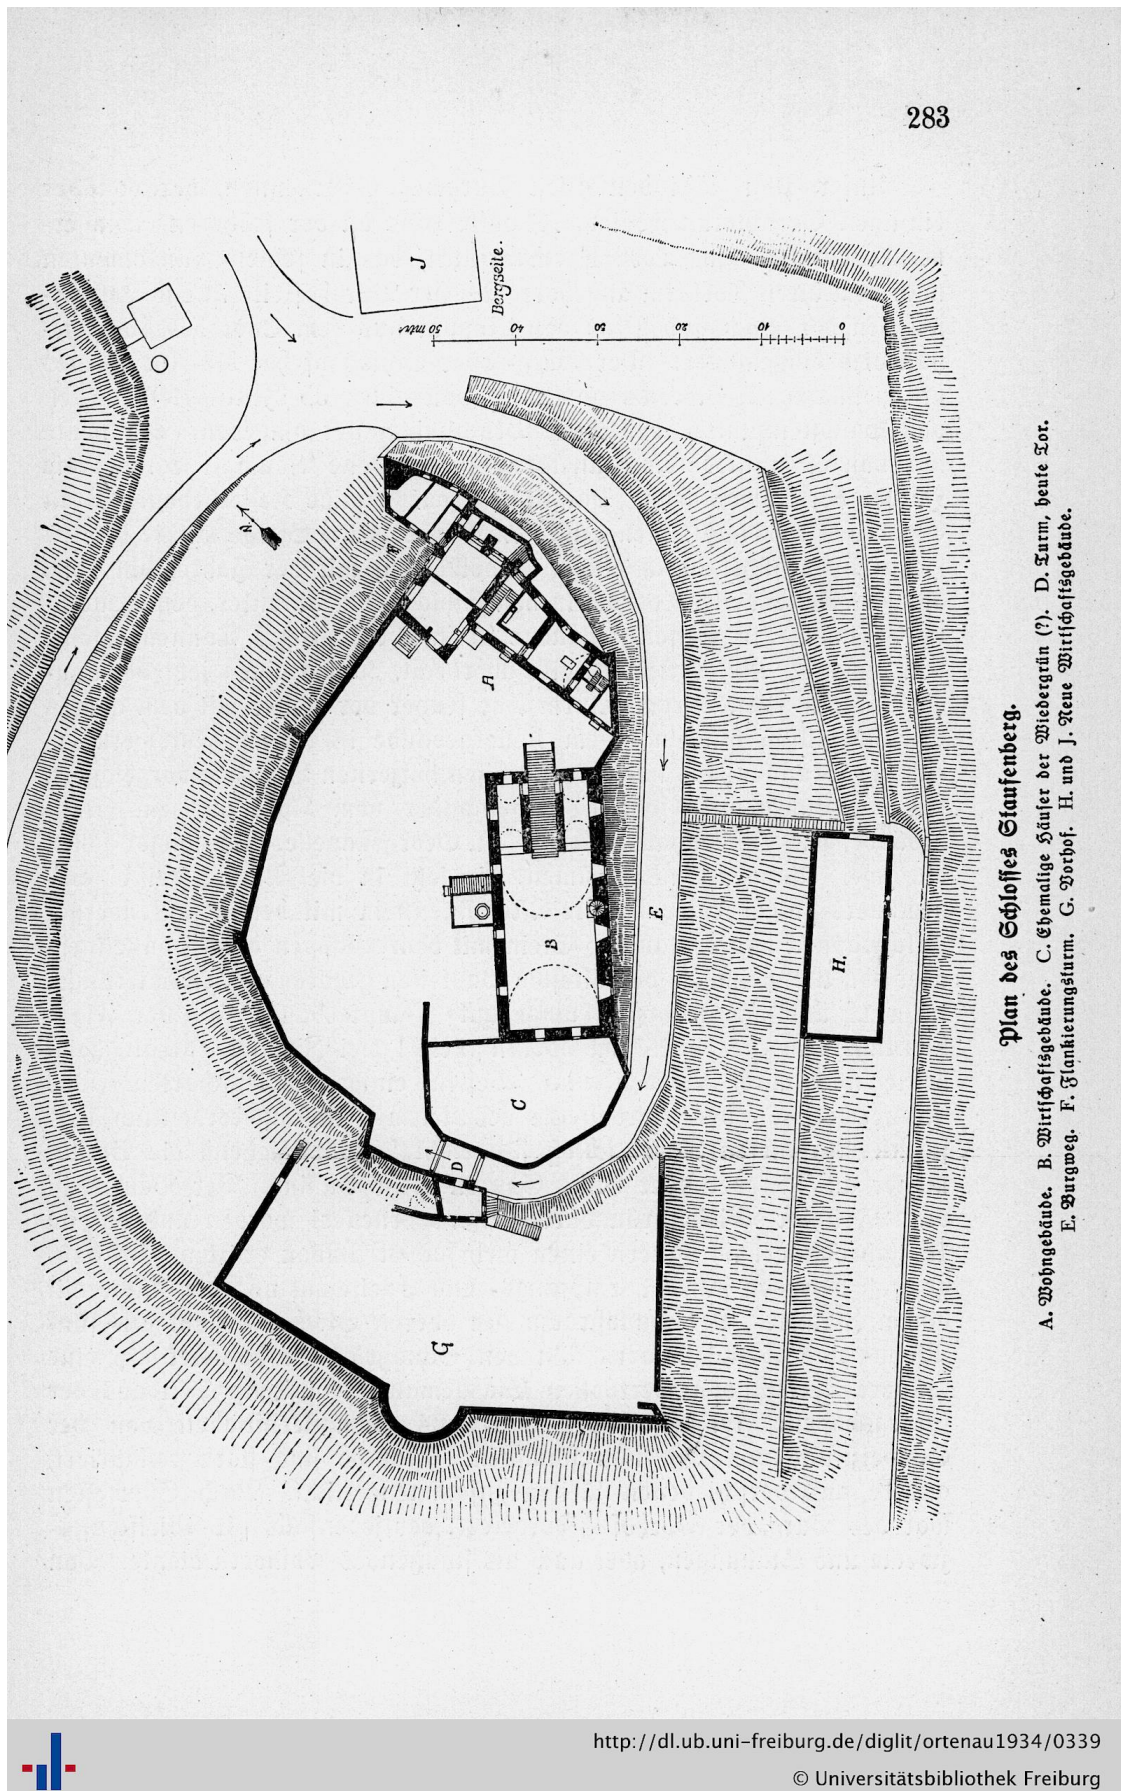 283
J
Bergseite.
50 mtr
40
30
20
10
0
N
F
A
B
E
H.
C
D
G
Plan des Schlosses Staufenberg.
A. Wohngebäude. B. Wirtschaftsgebäude. C. Ehemalige Häuser der Wiedergrün (?). D. Turm, heute Tor.
E. Burgweg. F. Flankierungsturm. G. Vorhof. H. und J. Neue Wirtschaftsgebäude.
http://dl.ub.uni-freiburg.de/diglit/ortenau1934/0339
© Universitätsbibliothek Freiburg